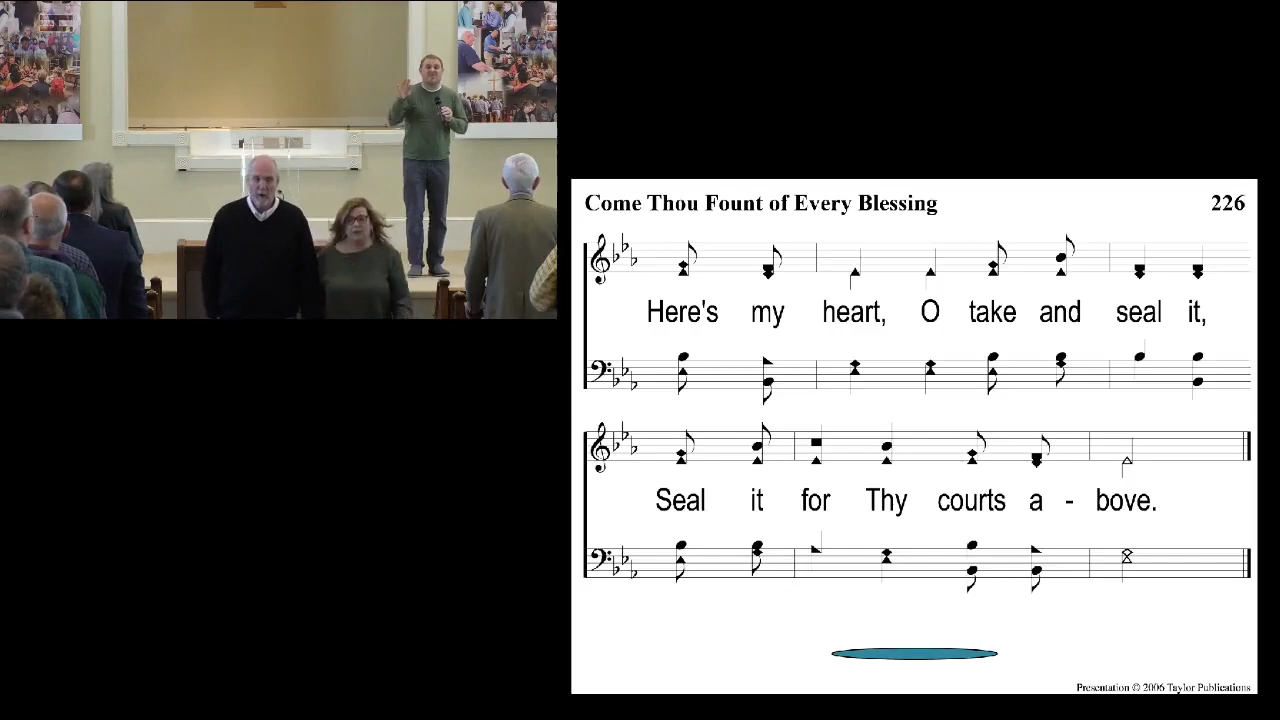 Come Thou Fount of Every Blessing 226
Here's my heart, O take and seal it,
Seal it for Thy courts a - bove.
Presentation © 2006 Taylor Publications